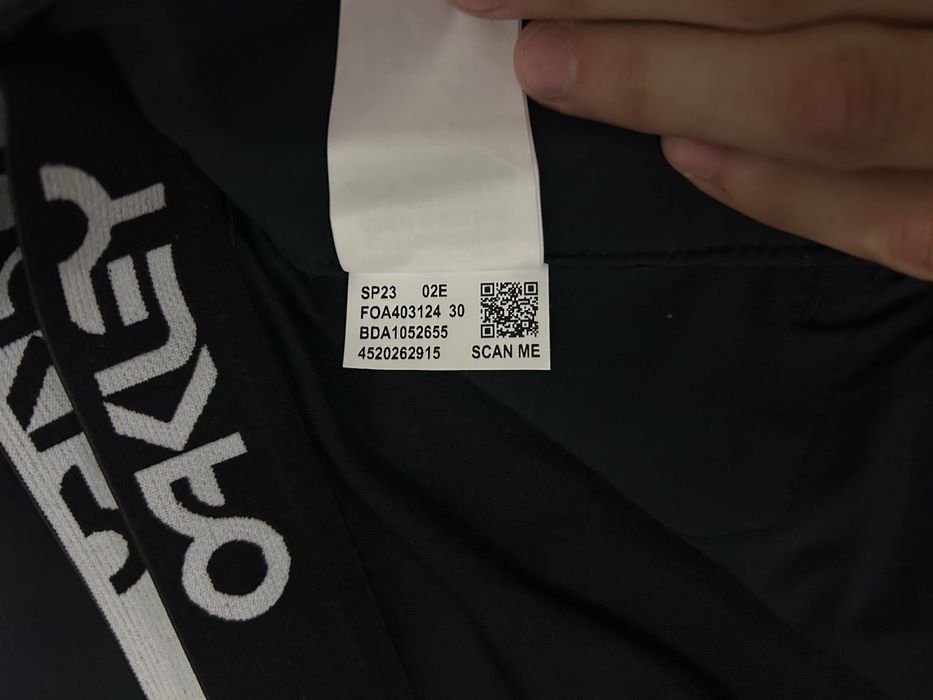 SP23 02E
FOA403124 30
BDA1052655
4520262915 SCAN ME
OAKLEY